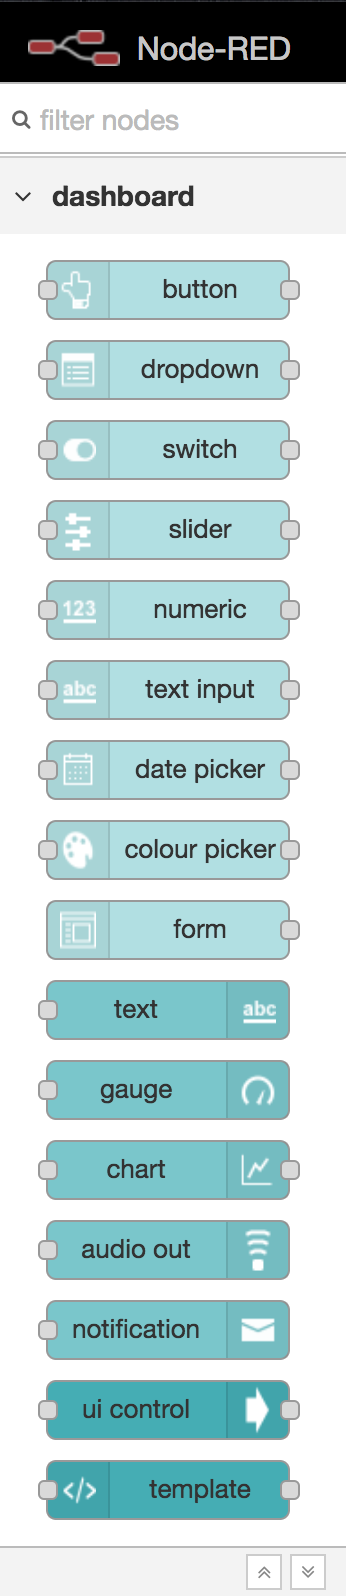 Node-RED
filter nodes
dashboard
button
dropdown
switch
slider
123 numeric
abc text input
date picker
colour picker
form
text abc
gauge
chart
audio out
notification
ui control
</> template